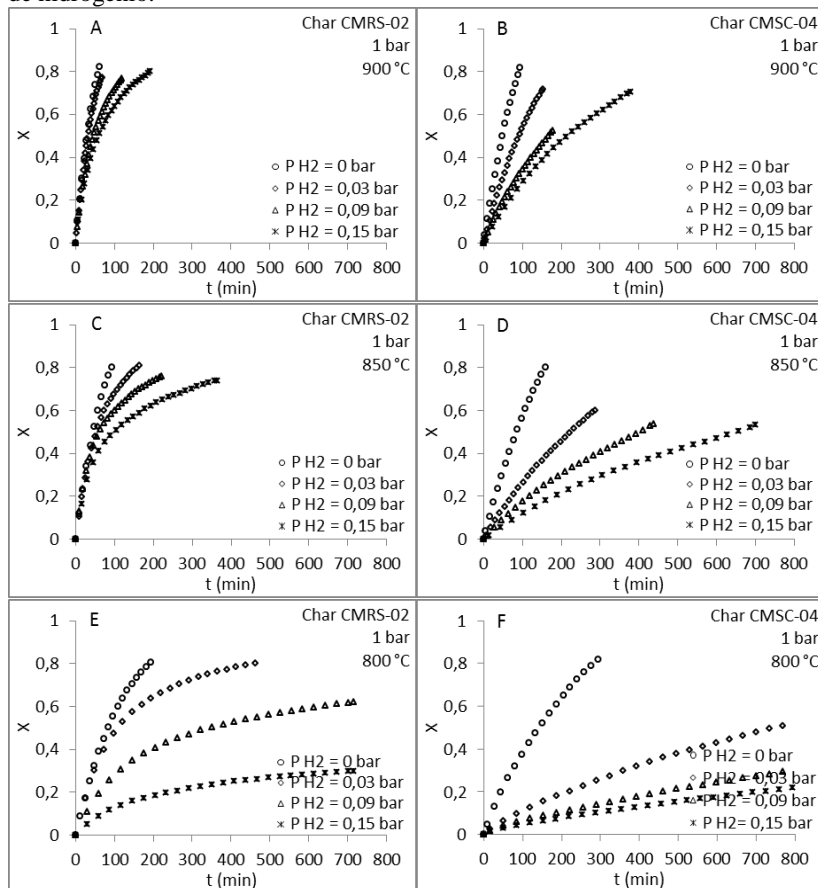 de hidrogênio.
A
Char CMRS-02
1 bar
900 °C
1
0,8
0,6
0,4
0,2
0
X
P H2 = 0 bar
P H2 = 0,03 bar
P H2 = 0,09 bar
P H2 = 0,15 bar
0 100 200 300 400 500 600 700 800
t (min)
B
Char CMSC-04
1 bar
900 °C
1
0,8
0,6
0,4
0,2
0
X
P H2 = 0 bar
P H2 = 0,03 bar
P H2 = 0,09 bar
P H2 = 0,15 bar
0 100 200 300 400 500 600 700 800
t (min)
C
Char CMRS-02
1 bar
850 °C
1
0,8
0,6
0,4
0,2
0
X
P H2 = 0 bar
P H2 = 0,03 bar
P H2 = 0,09 bar
P H2 = 0,15 bar
0 100 200 300 400 500 600 700 800
t (min)
D
Char CMSC-04
1 bar
850 °C
1
0,8
0,6
0,4
0,2
0
X
P H2 = 0 bar
P H2 = 0,03 bar
P H2 = 0,09 bar
P H2 = 0,15 bar
0 100 200 300 400 500 600 700 800
t (min)
E
Char CMRS-02
1 bar
800 °C
1
0,8
0,6
0,4
0,2
0
X
P H2 = 0 bar
P H2 = 0,03 bar
P H2 = 0,09 bar
P H2 = 0,15 bar
0 100 200 300 400 500 600 700 800
t (min)
F
Char CMSC-04
1 bar
800 °C
1
0,8
0,6
0,4
0,2
0
X
P H2 = 0 bar
P H2 = 0,03 bar
P H2 = 0,09 bar
P H2= 0,15 bar
0 100 200 300 400 500 600 700 800
t (min)